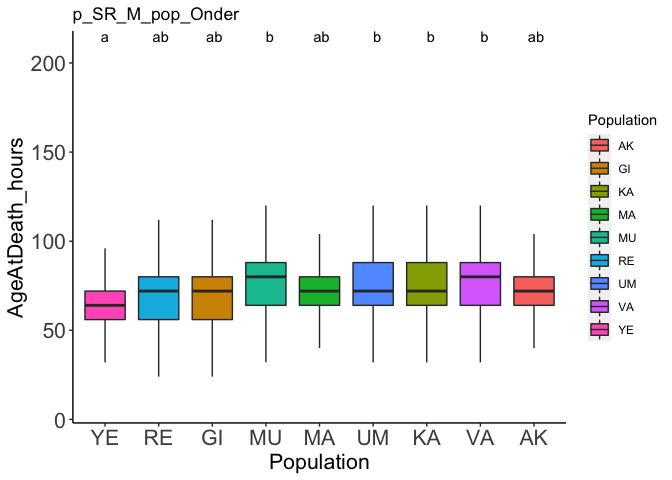 p_SR_M_pop_Onder
a ab ab b ab b b b ab
200
150
100
50
0
AgeAtDeath_hours
YE RE GI MU MA UM KA VA AK
Population
Population
AK
GI
KA
MA
MU
RE
UM
VA
YE